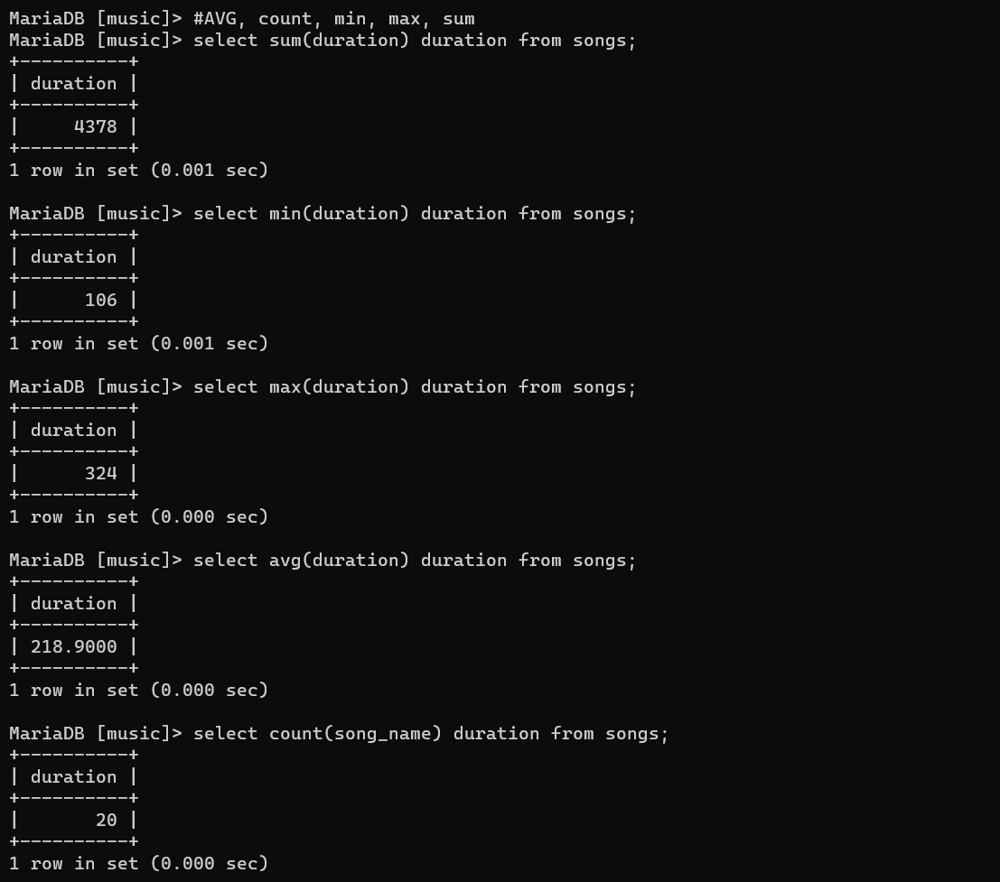 MariaDB [music]> #AVG, count, min, max, sum
MariaDB [music]> select sum(duration) duration from songs;
+----------+
| duration |
+----------+
|     4378 |
+----------+
1 row in set (0.001 sec)

MariaDB [music]> select min(duration) duration from songs;
+----------+
| duration |
+----------+
|      106 |
+----------+
1 row in set (0.001 sec)

MariaDB [music]> select max(duration) duration from songs;
+----------+
| duration |
+----------+
|      324 |
+----------+
1 row in set (0.000 sec)

MariaDB [music]> select avg(duration) duration from songs;
+----------+
| duration |
+----------+
| 218.9000 |
+----------+
1 row in set (0.000 sec)

MariaDB [music]> select count(song_name) duration from songs;
+----------+
| duration |
+----------+
|       20 |
+----------+
1 row in set (0.000 sec)